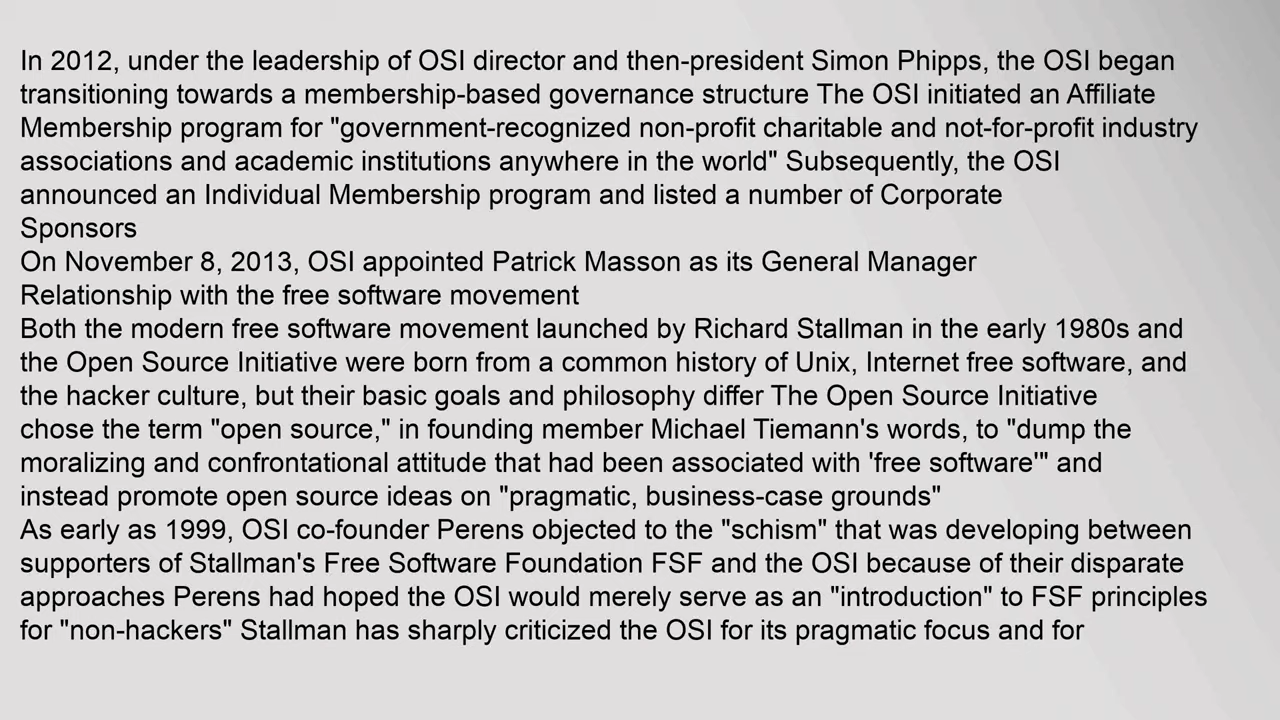 In 2012, under the leadership of OSI director and then-president Simon Phipps, the OSI began
transitioning towards a membership-based governance structure The OSI initiated an Affiliate
Membership program for "government-recognized non-profit charitable and not-for-profit industry
associations and academic institutions anywhere in the world" Subsequently, the OSI
announced an Individual Membership program and listed a number of Corporate
Sponsors
On November 8, 2013, OSI appointed Patrick Masson as its General Manager
Relationship with the free software movement
Both the modern free software movement launched by Richard Stallman in the early 1980s and
the Open Source Initiative were born from a common history of Unix, Internet free software, and
the hacker culture, but their basic goals and philosophy differ The Open Source Initiative
chose the term "open source," in founding member Michael Tiemann's words, to "dump the
moralizing and confrontational attitude that had been associated with 'free software'" and
instead promote open source ideas on "pragmatic, business-case grounds"
As early as 1999, OSI co-founder Perens objected to the "schism" that was developing between
supporters of Stallman's Free Software Foundation FSF and the OSI because of their disparate
approaches Perens had hoped the OSI would merely serve as an "introduction" to FSF principles
for "non-hackers" Stallman has sharply criticized the OSI for its pragmatic focus and for